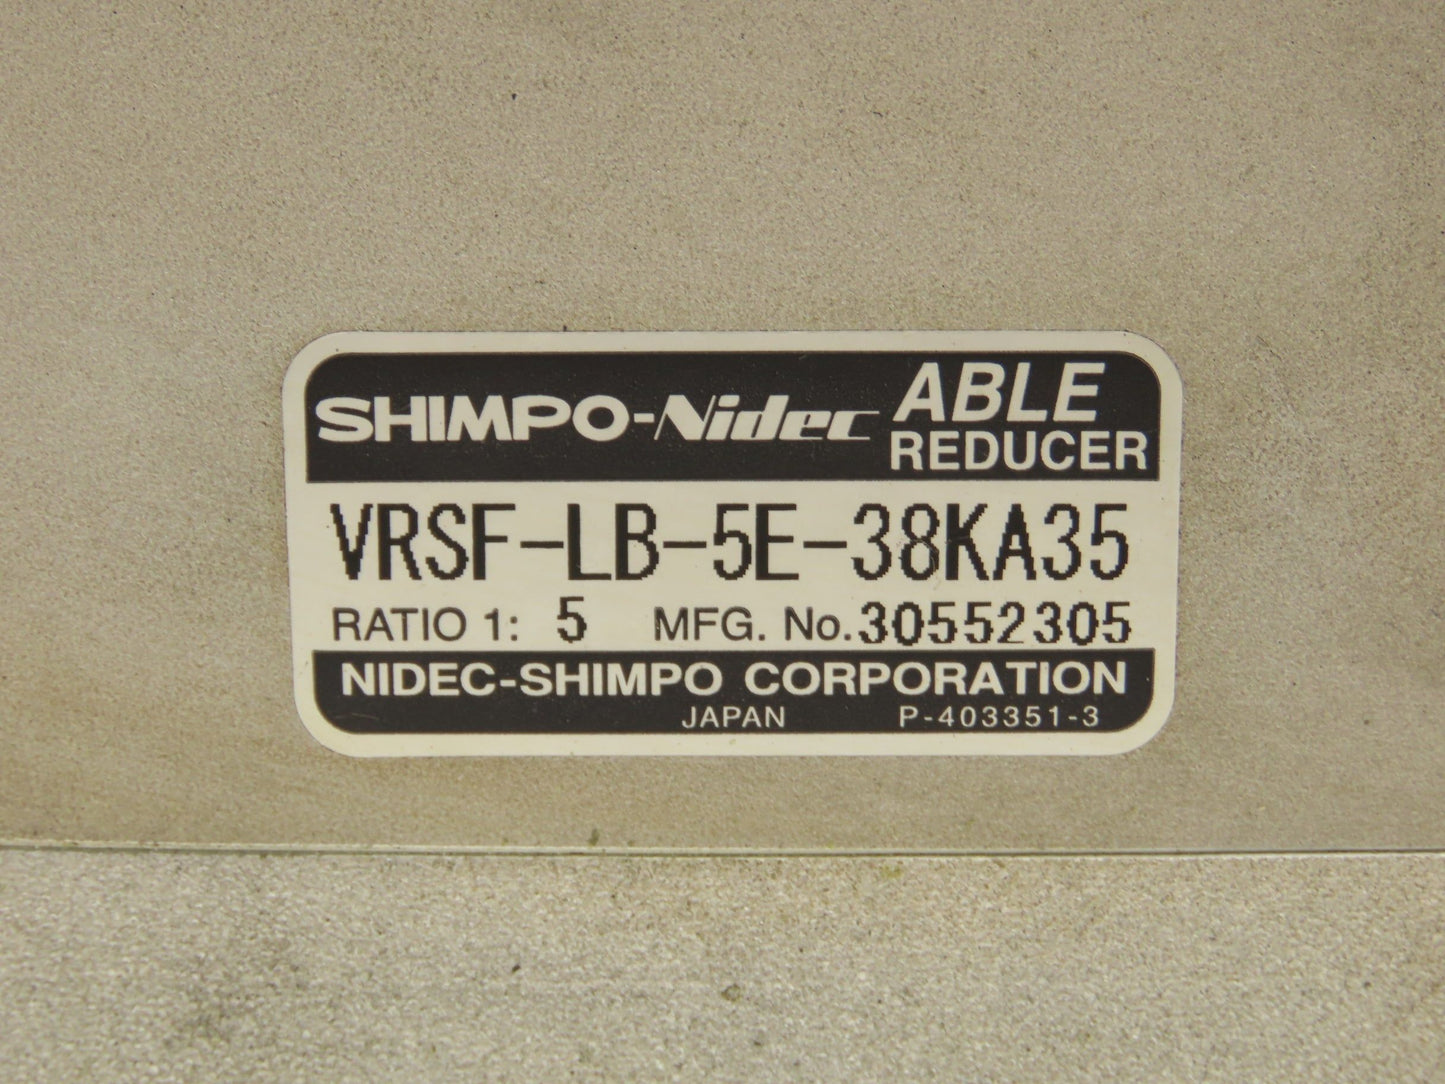 SHIMPO-Nidec ABLE REDUCER
VRSF-LB-5E-38KA35
RATIO 1: 5 MFG. No. 30552305
NIDEC-SHIMPO CORPORATION
JAPAN P-403351-3